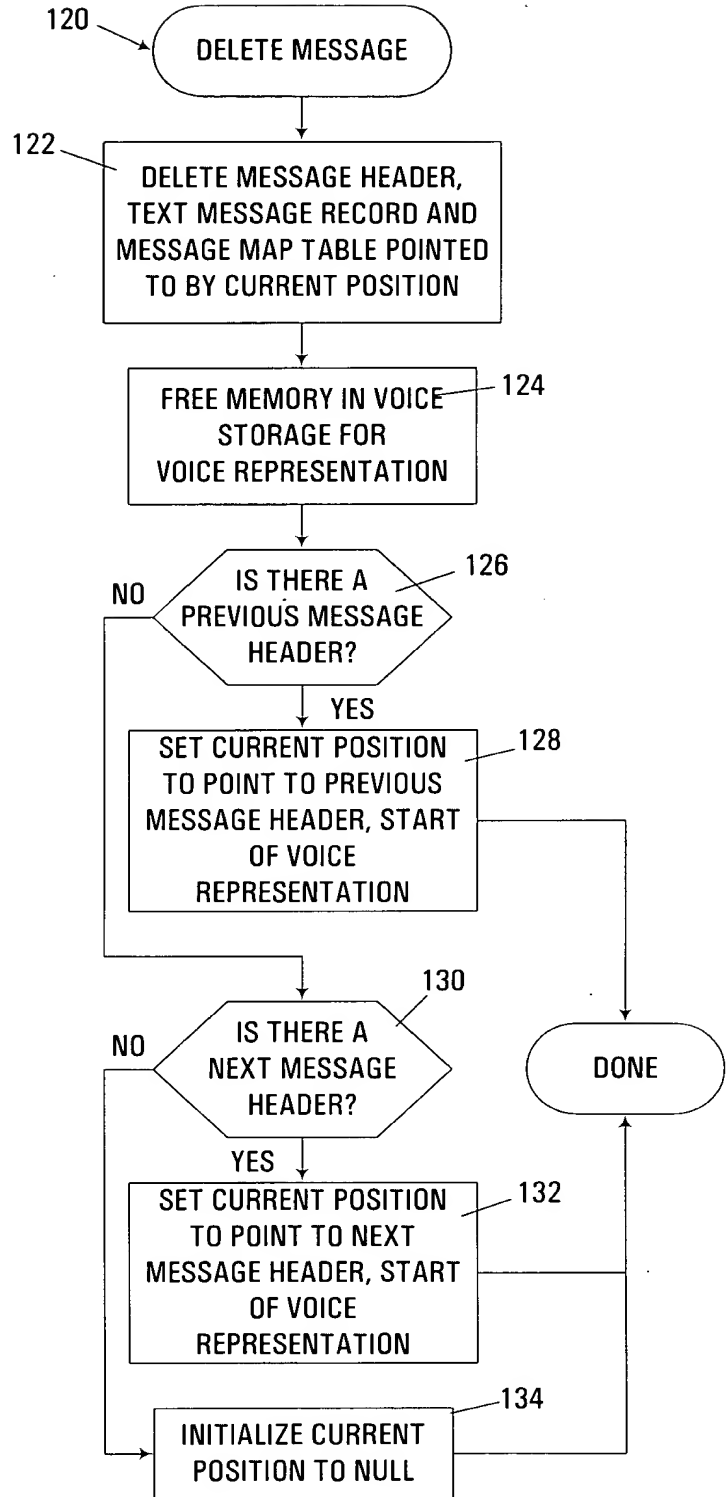 120
DELETE MESSAGE
122
DELETE MESSAGE HEADER,
TEXT MESSAGE RECORD AND
MESSAGE MAP TABLE POINTED
TO BY CURRENT POSITION
124
FREE MEMORY IN VOICE
STORAGE FOR
VOICE REPRESENTATION
126
NO
IS THERE A
PREVIOUS MESSAGE
HEADER?
YES
128
SET CURRENT POSITION
TO POINT TO PREVIOUS
MESSAGE HEADER, START
OF VOICE
REPRESENTATION
130
NO
IS THERE A
NEXT MESSAGE
HEADER?
DONE
YES
132
SET CURRENT POSITION
TO POINT TO NEXT
MESSAGE HEADER, START
OF VOICE
REPRESENTATION
134
INITIALIZE CURRENT
POSITION TO NULL